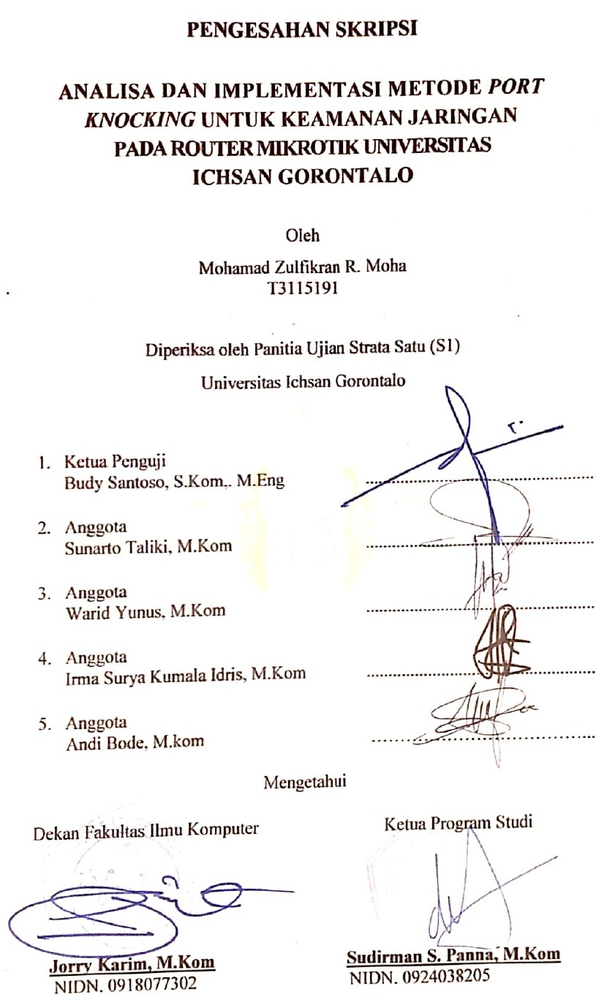 PENGESAHAN SKRIPSI
ANALISA DAN IMPLEMENTASI METODE PORT
KNOCKING UNTUK KEAMANAN JARINGAN
PADA ROUTER MIKROTIK UNIVERSITAS
ICHSAN GORONTALO
Oleh
Mohamad Zulfikran R. Moha
T3115191
Diperiksa oleh Panitia Ujian Strata Satu (S1)
Universitas Ichsan Gorontalo
1. Ketua Penguji
Budy Santoso, S.Kom,. M.Eng
2. Anggota
Sunarto Taliki, M.Kom
3. Anggota
Warid Yunus, M.Kom
4. Anggota
Irma Surya Kumala Idris, M.Kom
5. Anggota
Andi Bode, M.kom
Mengetahui
Dekan Fakultas Ilmu Komputer
Ketua Program Studi
Jorry Karim, M.Kom
NIDN. 0918077302
Sudirman S. Panna, M.Kom
NIDN. 0924038205